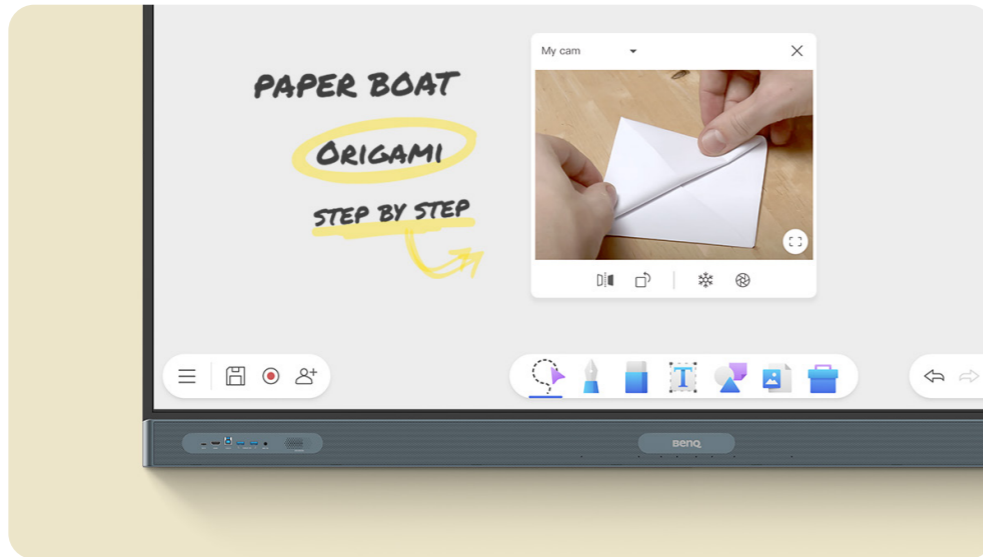 PAPER BOAT
ORIGAMI
STEP BY STEP
My cam
T
BenQ